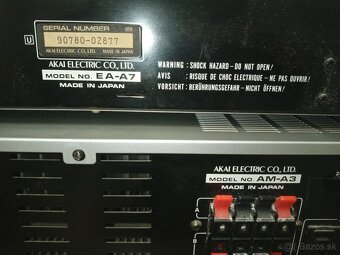 SERIAL NUMBER
U
90780-02877
AKAI ELECTRIC CO., LTD.
MODEL NO. EA-A7
MADE IN JAPAN
WARNING : SHOCK HAZARD - DO NOT OPEN!
AVIS : RISQUE DE CHOC ELECTRIQUE - NE PAS OUVRIR!
VORSICHT : BERÜHRUNGSGEFAHR - NICHT ÖFFNEN!
AKAI ELECTRIC CO., LTD.
MODEL NO. AM-A3
MADE IN JAPAN
A
Bazos.sk